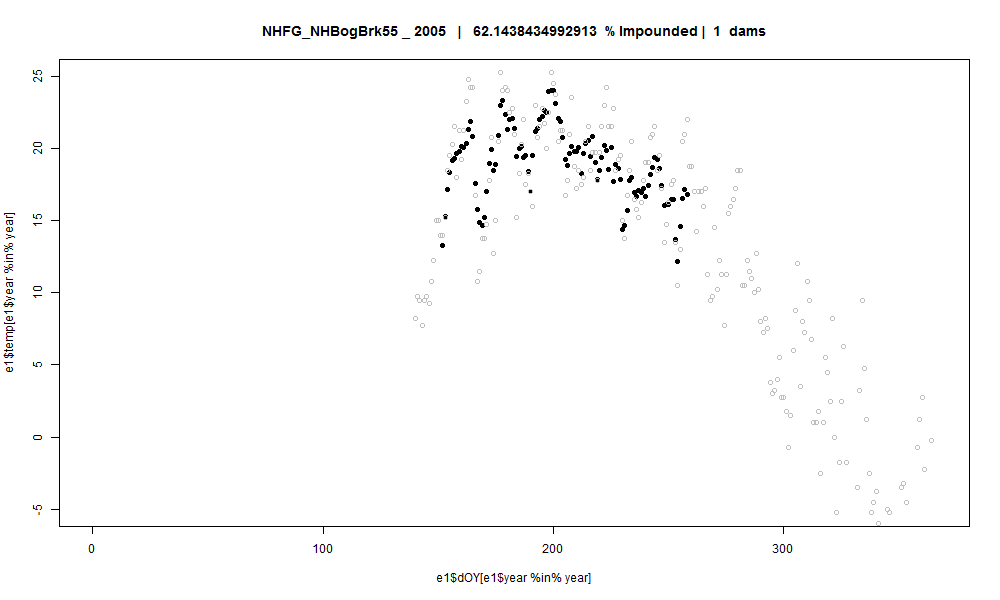 NHFG_NHBogBrk55 _ 2005 | 62.1438434992913 % Impounded | 1 dams
25
20
15
10
5
0
-5
e1$temp[e1$year %in% year]
0 100 200 300
e1$dOY[e1$year %in% year]